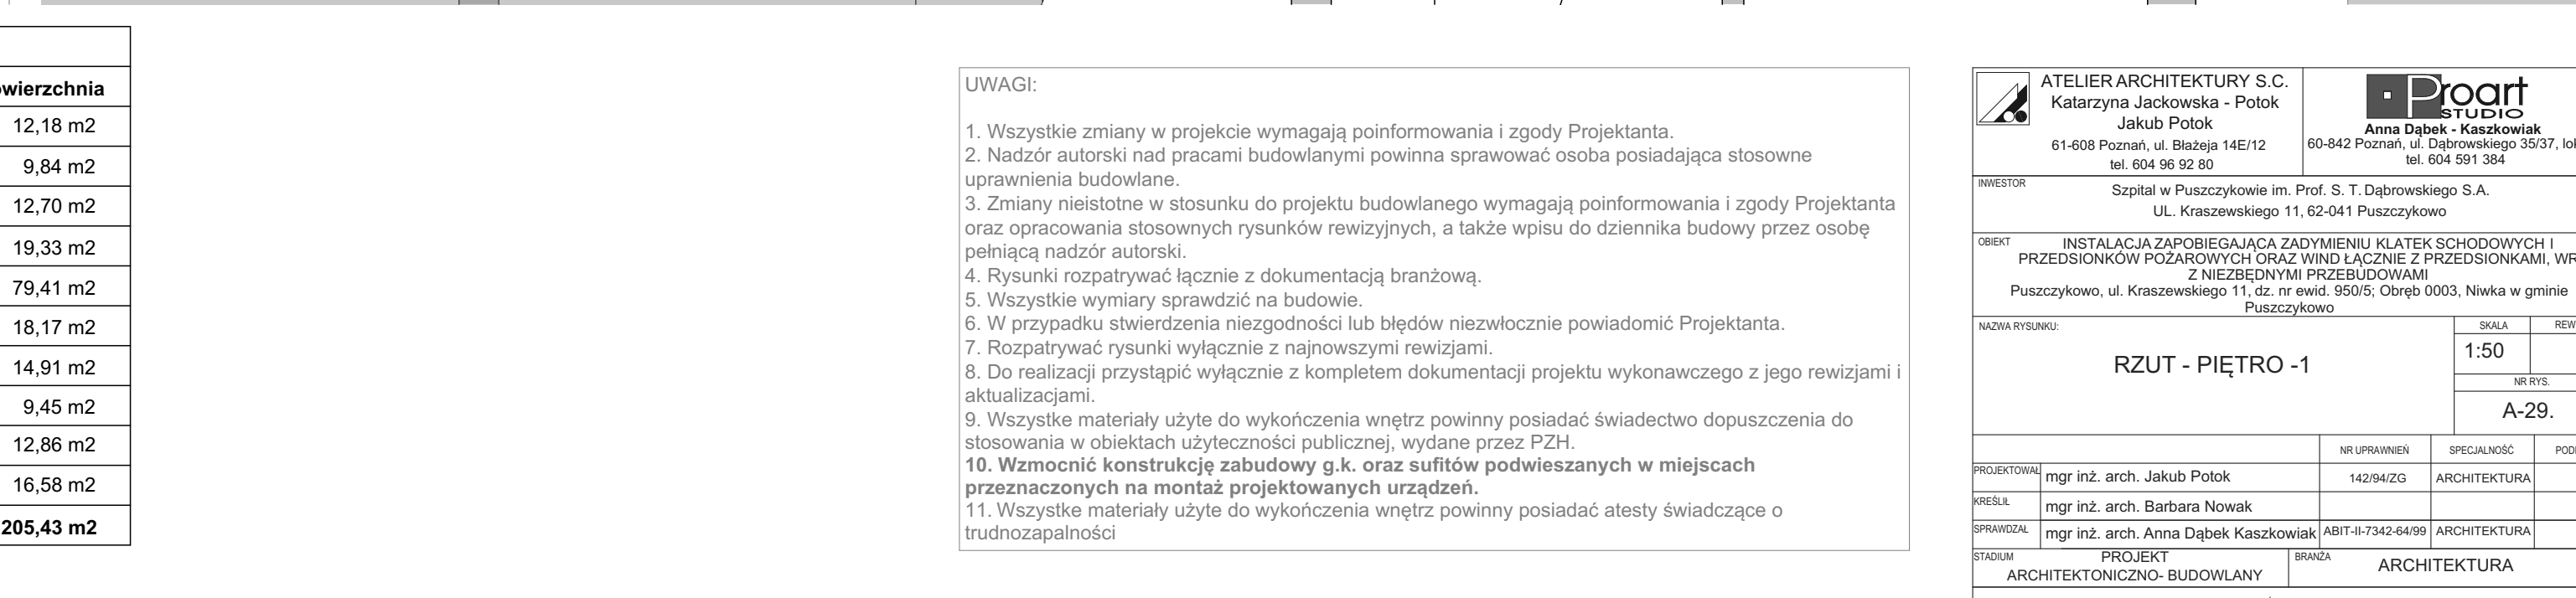 owierzchnia
12,18 m2
9,84 m2
12,70 m2
19,33 m2
79,41 m2
18,17 m2
14,91 m2
9,45 m2
12,86 m2
16,58 m2
205,43 m2
UWAGI:
1. Wszystkie zmiany w projekcie wymagają poinformowania i zgody Projektanta.
2. Nadzór autorski nad pracami budowlanymi powinna sprawować osoba posiadająca stosowne
uprawnienia budowlane.
3. Zmiany nieistotne w stosunku do projektu budowlanego wymagają poinformowania i zgody Projektanta
oraz opracowania stosownych rysunków rewizyjnych, a także wpisu do dziennika budowy przez osobę
pełniącą nadzór autorski.
4. Rysunki rozpatrywać łącznie z dokumentacją branżową.
5. Wszystkie wymiary sprawdzić na budowie.
6. W przypadku stwierdzenia niezgodności lub błędów niezwłocznie powiadomić Projektanta.
7. Rozpatrywać rysunki wyłącznie z najnowszymi rewizjami.
8. Do realizacji przystąpić wyłącznie z kompletem dokumentacji projektu wykonawczego z jego rewizjami i
aktualizacjami.
9. Wszystke materiały użyte do wykończenia wnętrz powinny posiadać świadectwo dopuszczenia do
stosowania w obiektach użyteczności publicznej, wydane przez PZH.
10. Wzmocnić konstrukcję zabudowy g.k. oraz sufitów podwieszanych w miejscach
przeznaczonych na montaż projektowanych urządzeń.
11. Wszystke materiały użyte do wykończenia wnętrz powinny posiadać atesty świadczące o
trudnozapalności
ATELIER ARCHITEKTURY S.C.
Katarzyna Jackowska - Potok
Jakub Potok
61-608 Poznań, ul. Błażeja 14E/12
tel. 604 96 92 80
Proart
STUDIO
Anna Dąbek - Kaszkowiak
60-842 Poznań, ul. Dąbrowskiego 35/37, lok
tel. 604 591 384
INWESTOR
Szpital w Puszczykowie im. Prof. S. T. Dąbrowskiego S.A.
UL. Kraszewskiego 11, 62-041 Puszczykowo
OBIEKT
INSTALACJA ZAPOBIEGAJĄCA ZADYMIENIU KLATEK SCHODOWYCH I
PRZEDSIONKÓW POŻAROWYCH ORAZ WIND ŁĄCZNIE Z PRZEDSIONKAMI, WR
Z NIEZBĘDNYMI PRZEBUDOWAMI
Puszczykowo, ul. Kraszewskiego 11, dz. nr ewid. 950/5; Obręb 0003, Niwka w gminie
Puszczykowo
NAZWA RYSUNKU:
RZUT - PIĘTRO -1
SKALA REW
1:50
NR RYS.
A-29.
NR UPRAWNIEŃ SPECJALNOŚĆ POD
PROJEKTOWAŁ mgr inż. arch. Jakub Potok 142/94/ZG ARCHITEKTURA
KREŚLIŁ mgr inż. arch. Barbara Nowak
SPRAWDZAŁ mgr inż. arch. Anna Dąbek Kaszkowiak ABIT-II-7342-64/99 ARCHITEKTURA
STADIUM PROJEKT
ARCHITEKTONICZNO- BUDOWLANY
BRANŻA ARCHITEKTURA